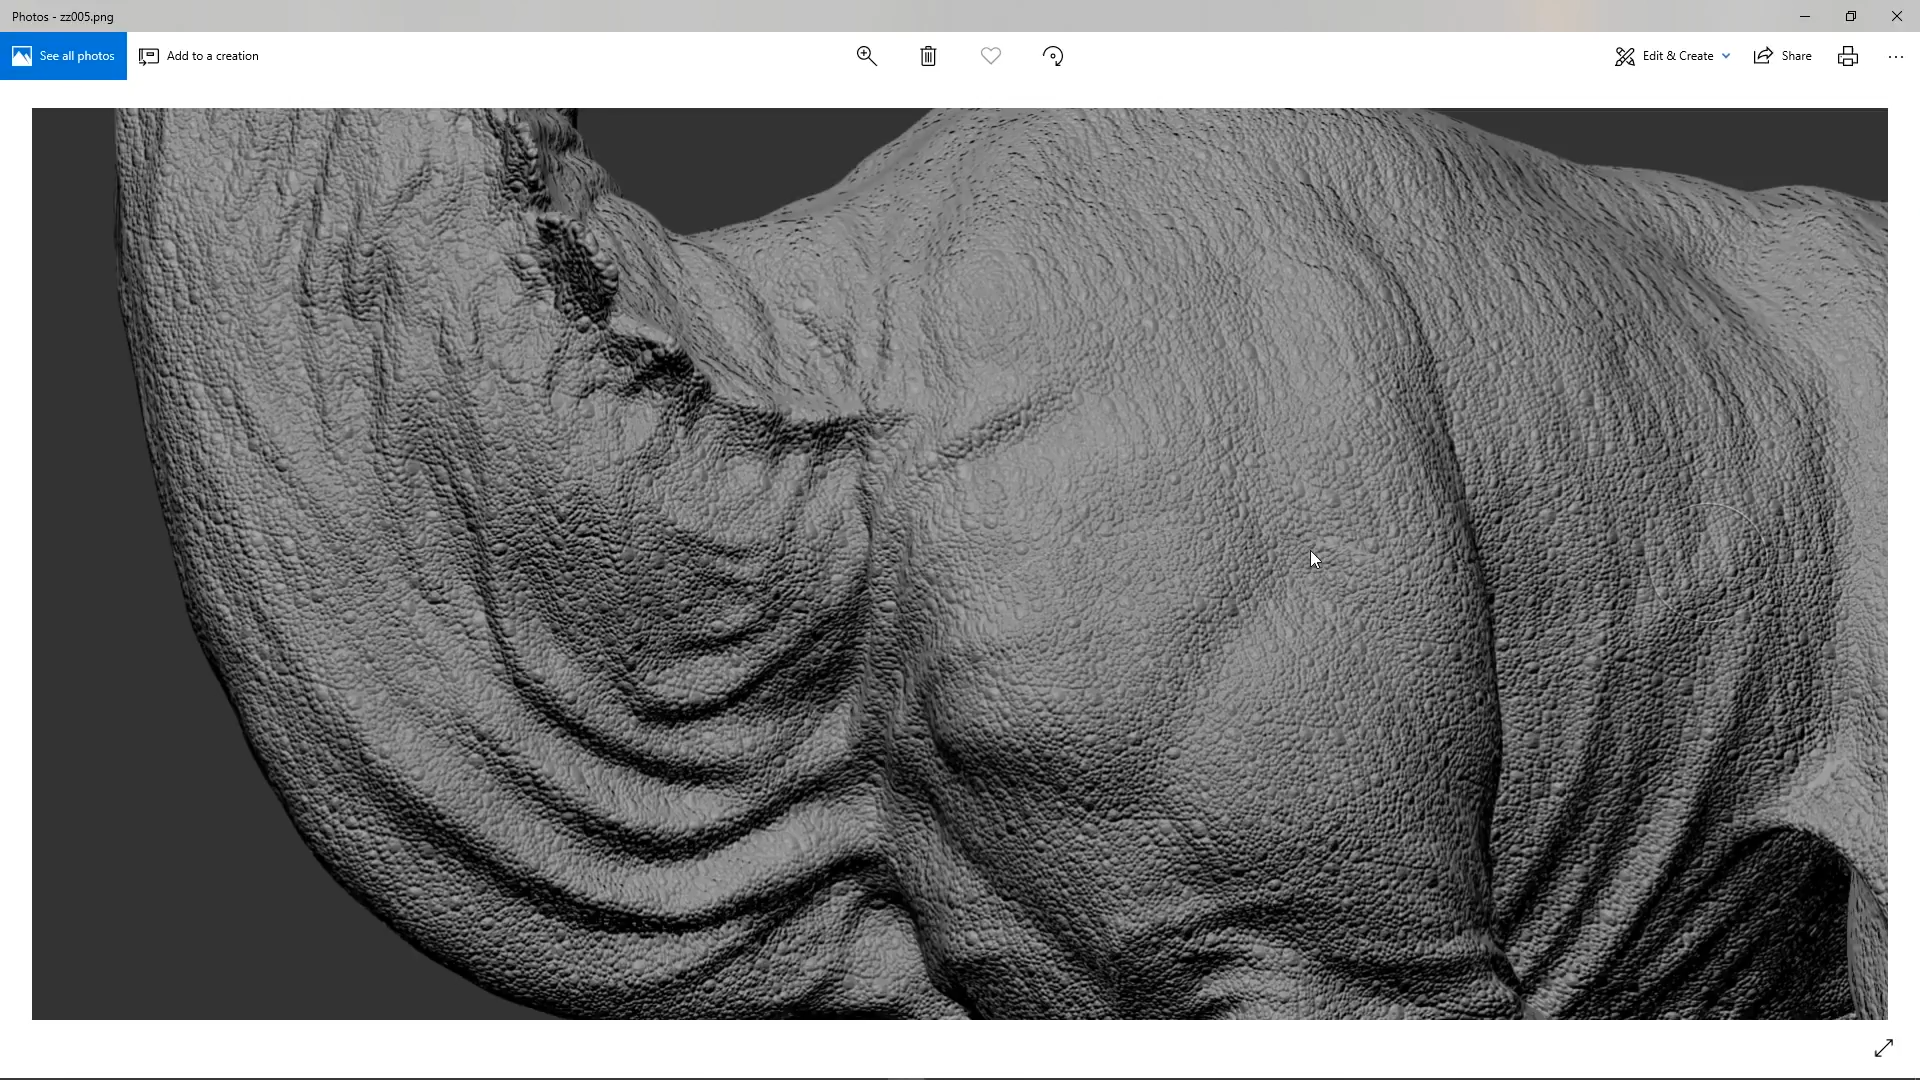 Photos - zz005.png
See all photos
Add to a creation
Edit & Create
Share